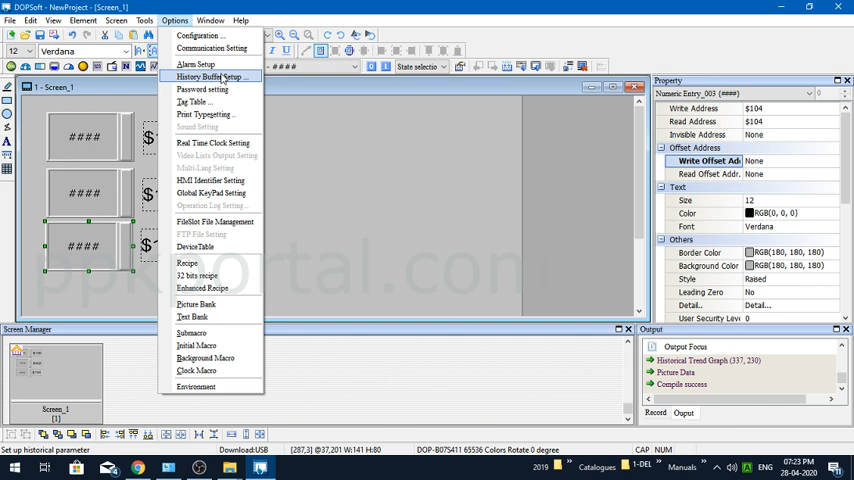 DOPSoft - NewProject - [Screen_1]
File Edit View Element Screen Tools Options Window Help
12 Verdana
- ####
State selectio
Configuration ...
Communication Setting
Alarm Setup
History Buffer Setup ...
Password setting
Tag Table ...
Print Typesetting...
Sound Setting
Real Time Clock Setting
Video Lists Output Setting
Multi-Lang Setting
HMI Identifier Setting
Global KeyPad Setting
Operation Log Setting...
FileSlot File Management
FTP File Setting
DeviceTable
Recipe
32 bits recipe
Enhanced Recipe
Picture Bank
Text Bank
Submacro
Initial Macro
Background Macro
Clock Macro
Environment
1 - Screen_1
####
####
####
ppkportal.com
Property
Numeric Entry_003 {Numeric Entry}
0
Write Address $104
Read Address $104
Invisible Address None
Offset Address
Write Offset Ad None
Read Offset Addr. None
Text
Size 12
Color RGB(0, 0, 0)
Font Verdana
Others
Border Color RGB(180, 180, 180)
Background Color RGB(180, 180, 180)
Style Raised
Leading Zero No
Detail... Detail...
User Security Level 0
Screen Manager
Screen_1
[1]
Output
Output Focus
Historical Trend Graph (337, 230)
Picture Data
Compile success
Record Ouput
Set up historical parameter
Download:USB
[287,3] @37,201 W:141 H:80
DOP-B07S411 65536 Colors Rotate 0 degree
CAP NUM
2019
Catalogues
1-DEL
Manuals
ENG
07:23 PM
28-04-2020